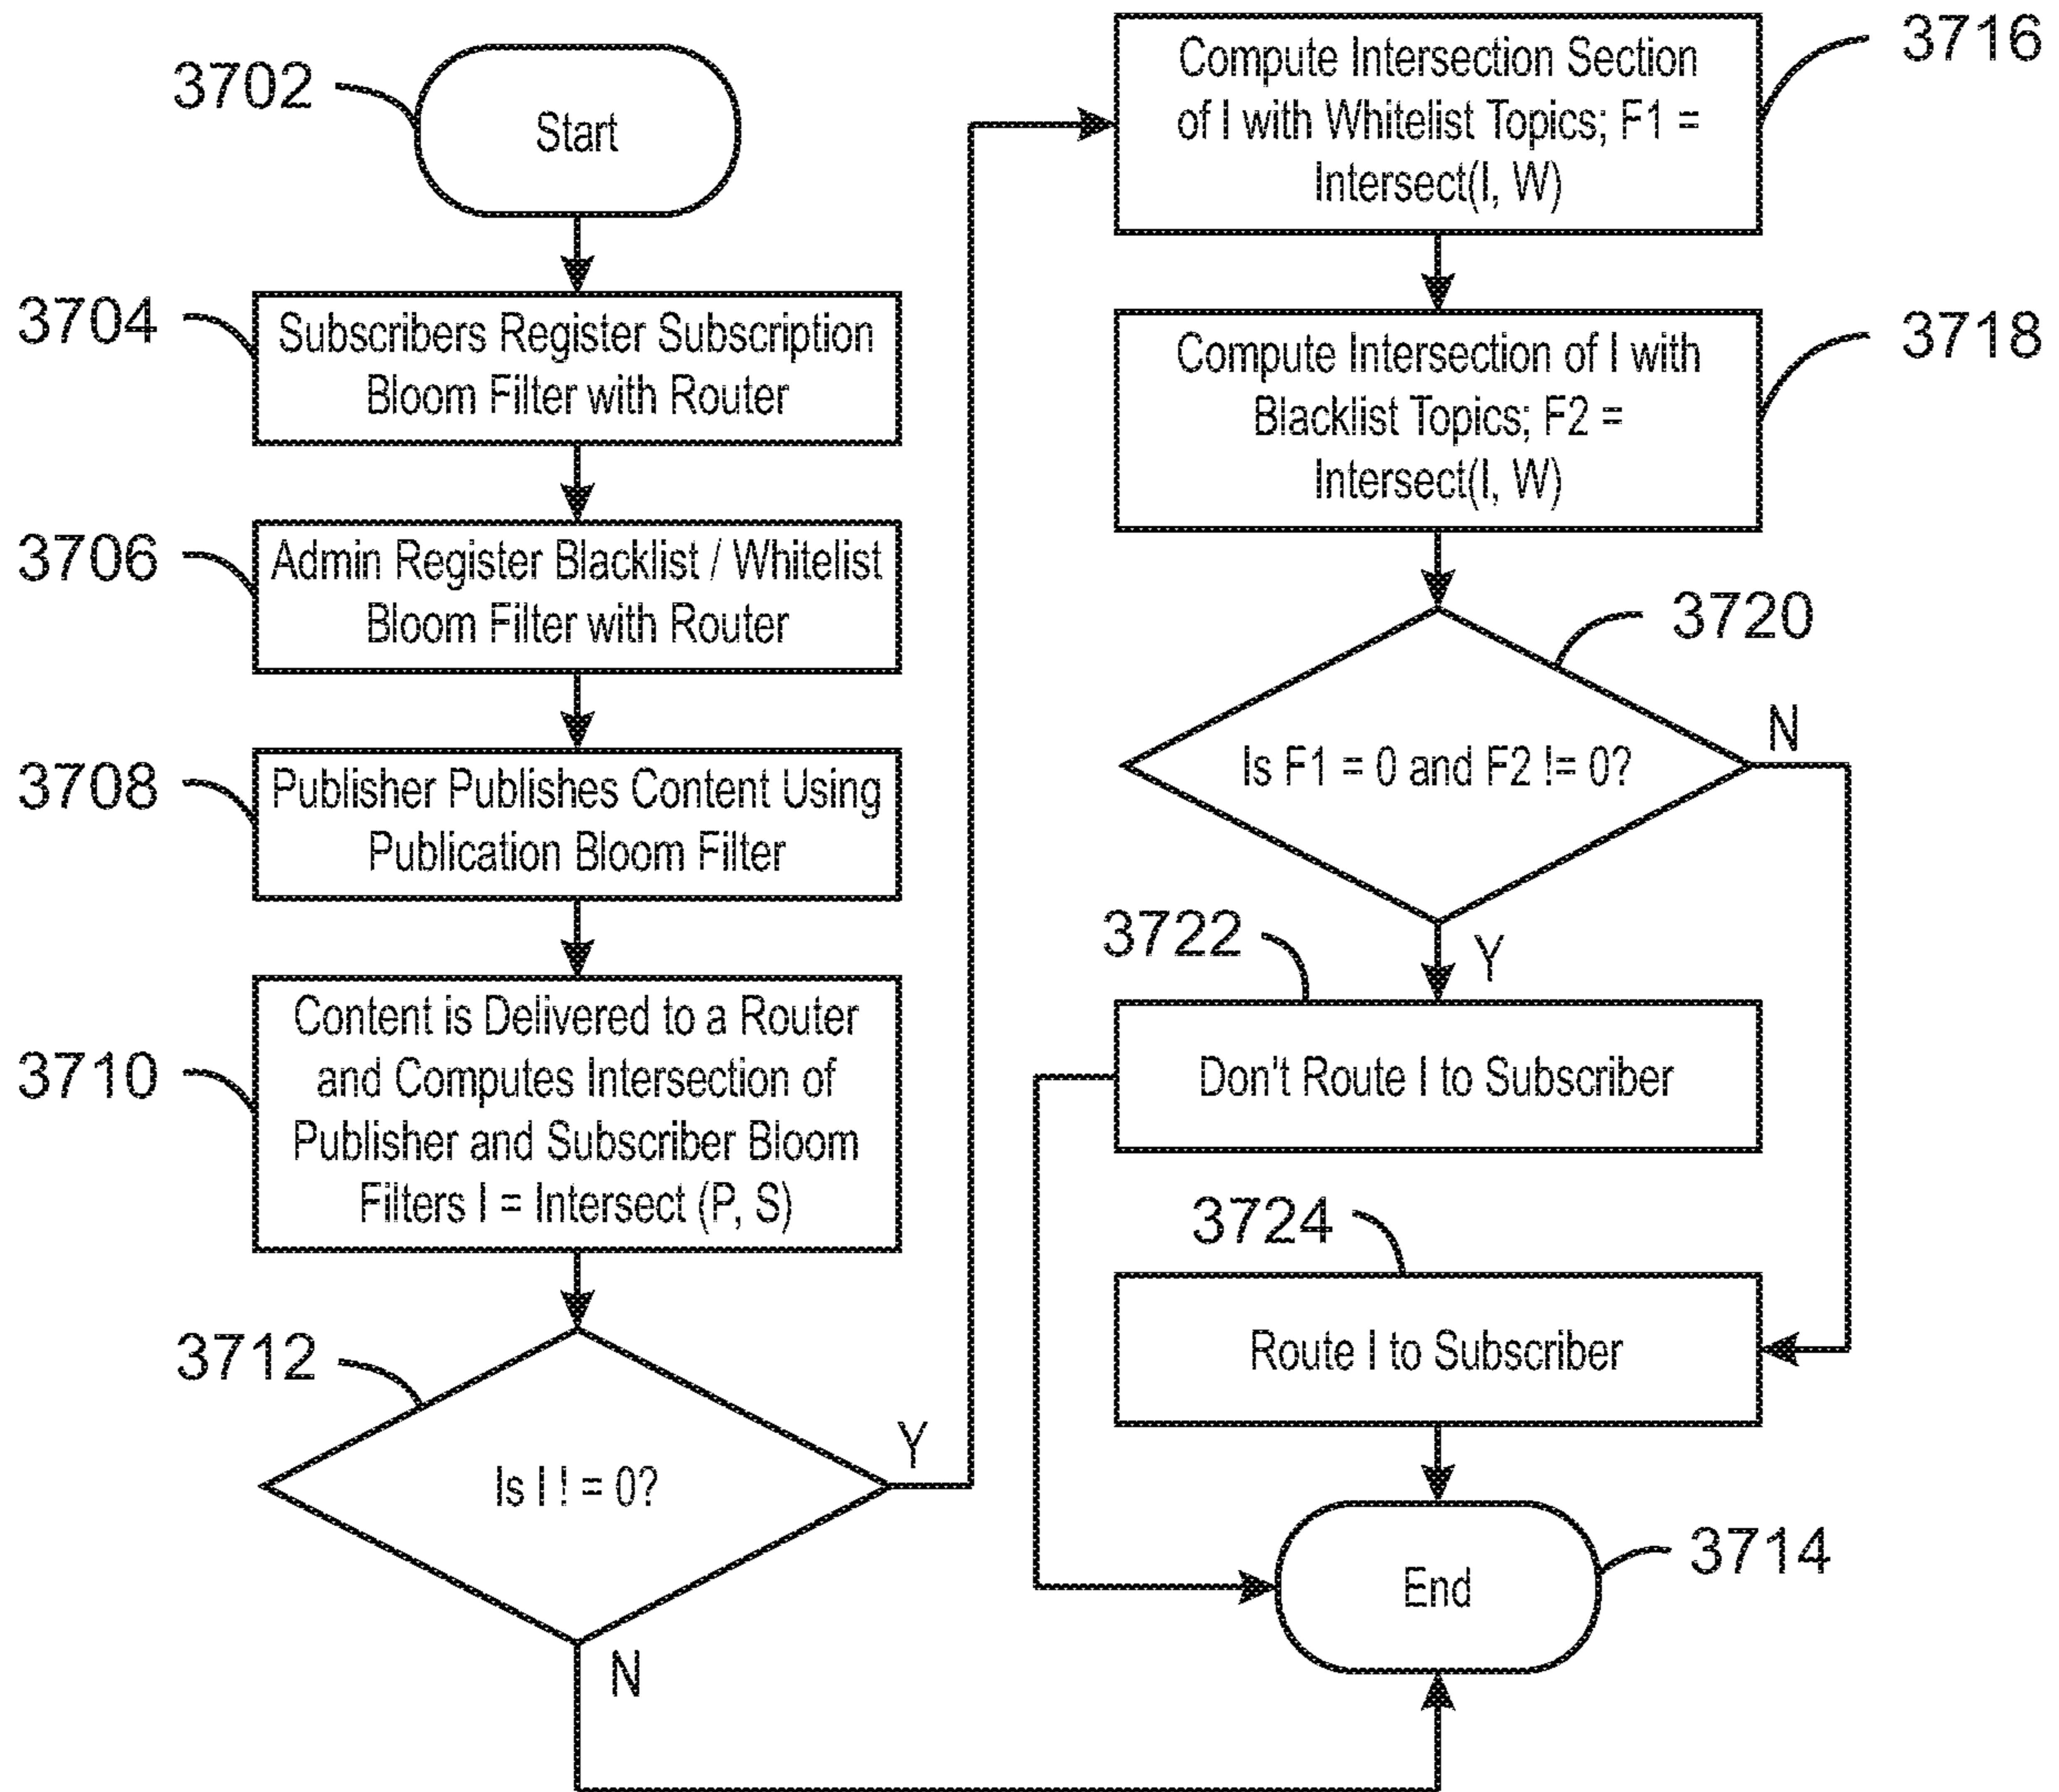 3702
Start
3704
Subscribers Register Subscription
Bloom Filter with Router
3706
Admin Register Blacklist / Whitelist
Bloom Filter with Router
3708
Publisher Publishes Content Using
Publication Bloom Filter
3710
Content is Delivered to a Router
and Computes Intersection of
Publisher and Subscriber Bloom
Filters I = Intersect (P, S)
3712
Is I ! = 0?
Y
N
3716
Compute Intersection Section
of I with Whitelist Topics; F1 =
Intersect(I, W)
3718
Compute Intersection of I with
Blacklist Topics; F2 =
Intersect(I, W)
3720
Is F1 = 0 and F2 != 0?
N
Y
3722
Don't Route I to Subscriber
3724
Route I to Subscriber
3714
End